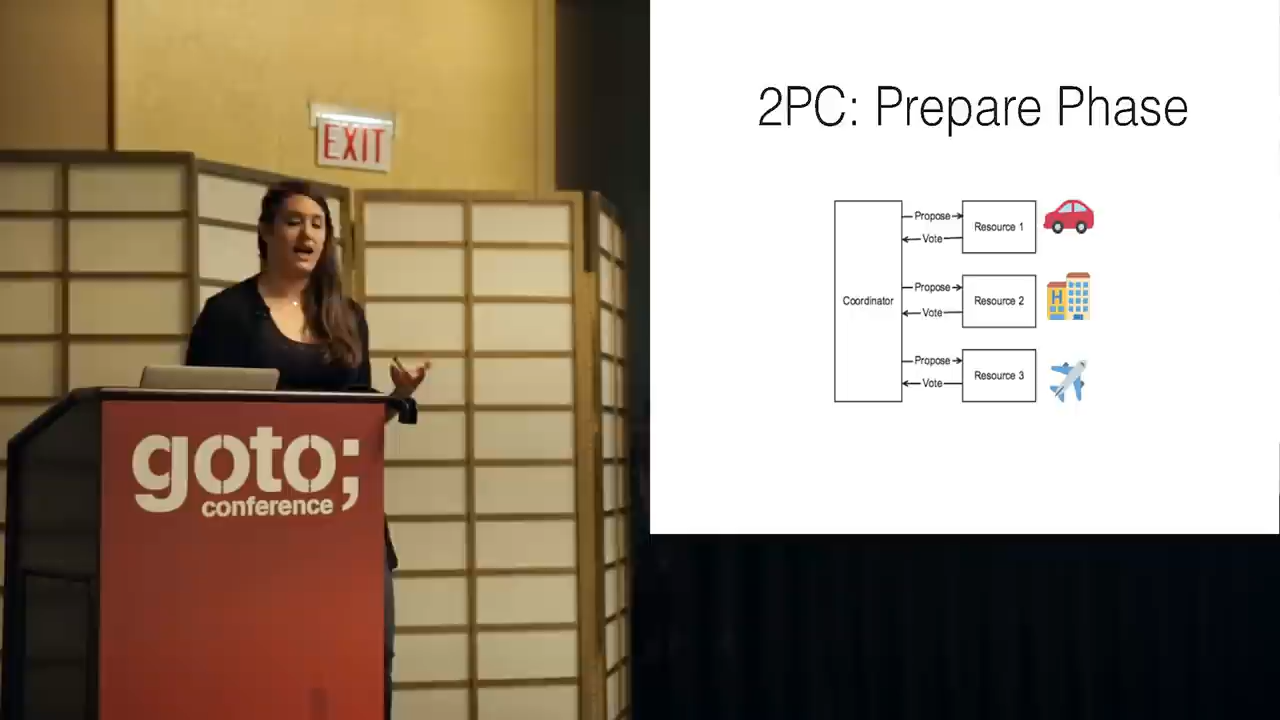 EXIT
goto;
conference
2PC: Prepare Phase
Coordinator
Propose
Vote
Resource 1
Propose
Vote
Resource 2
H
Propose
Vote
Resource 3